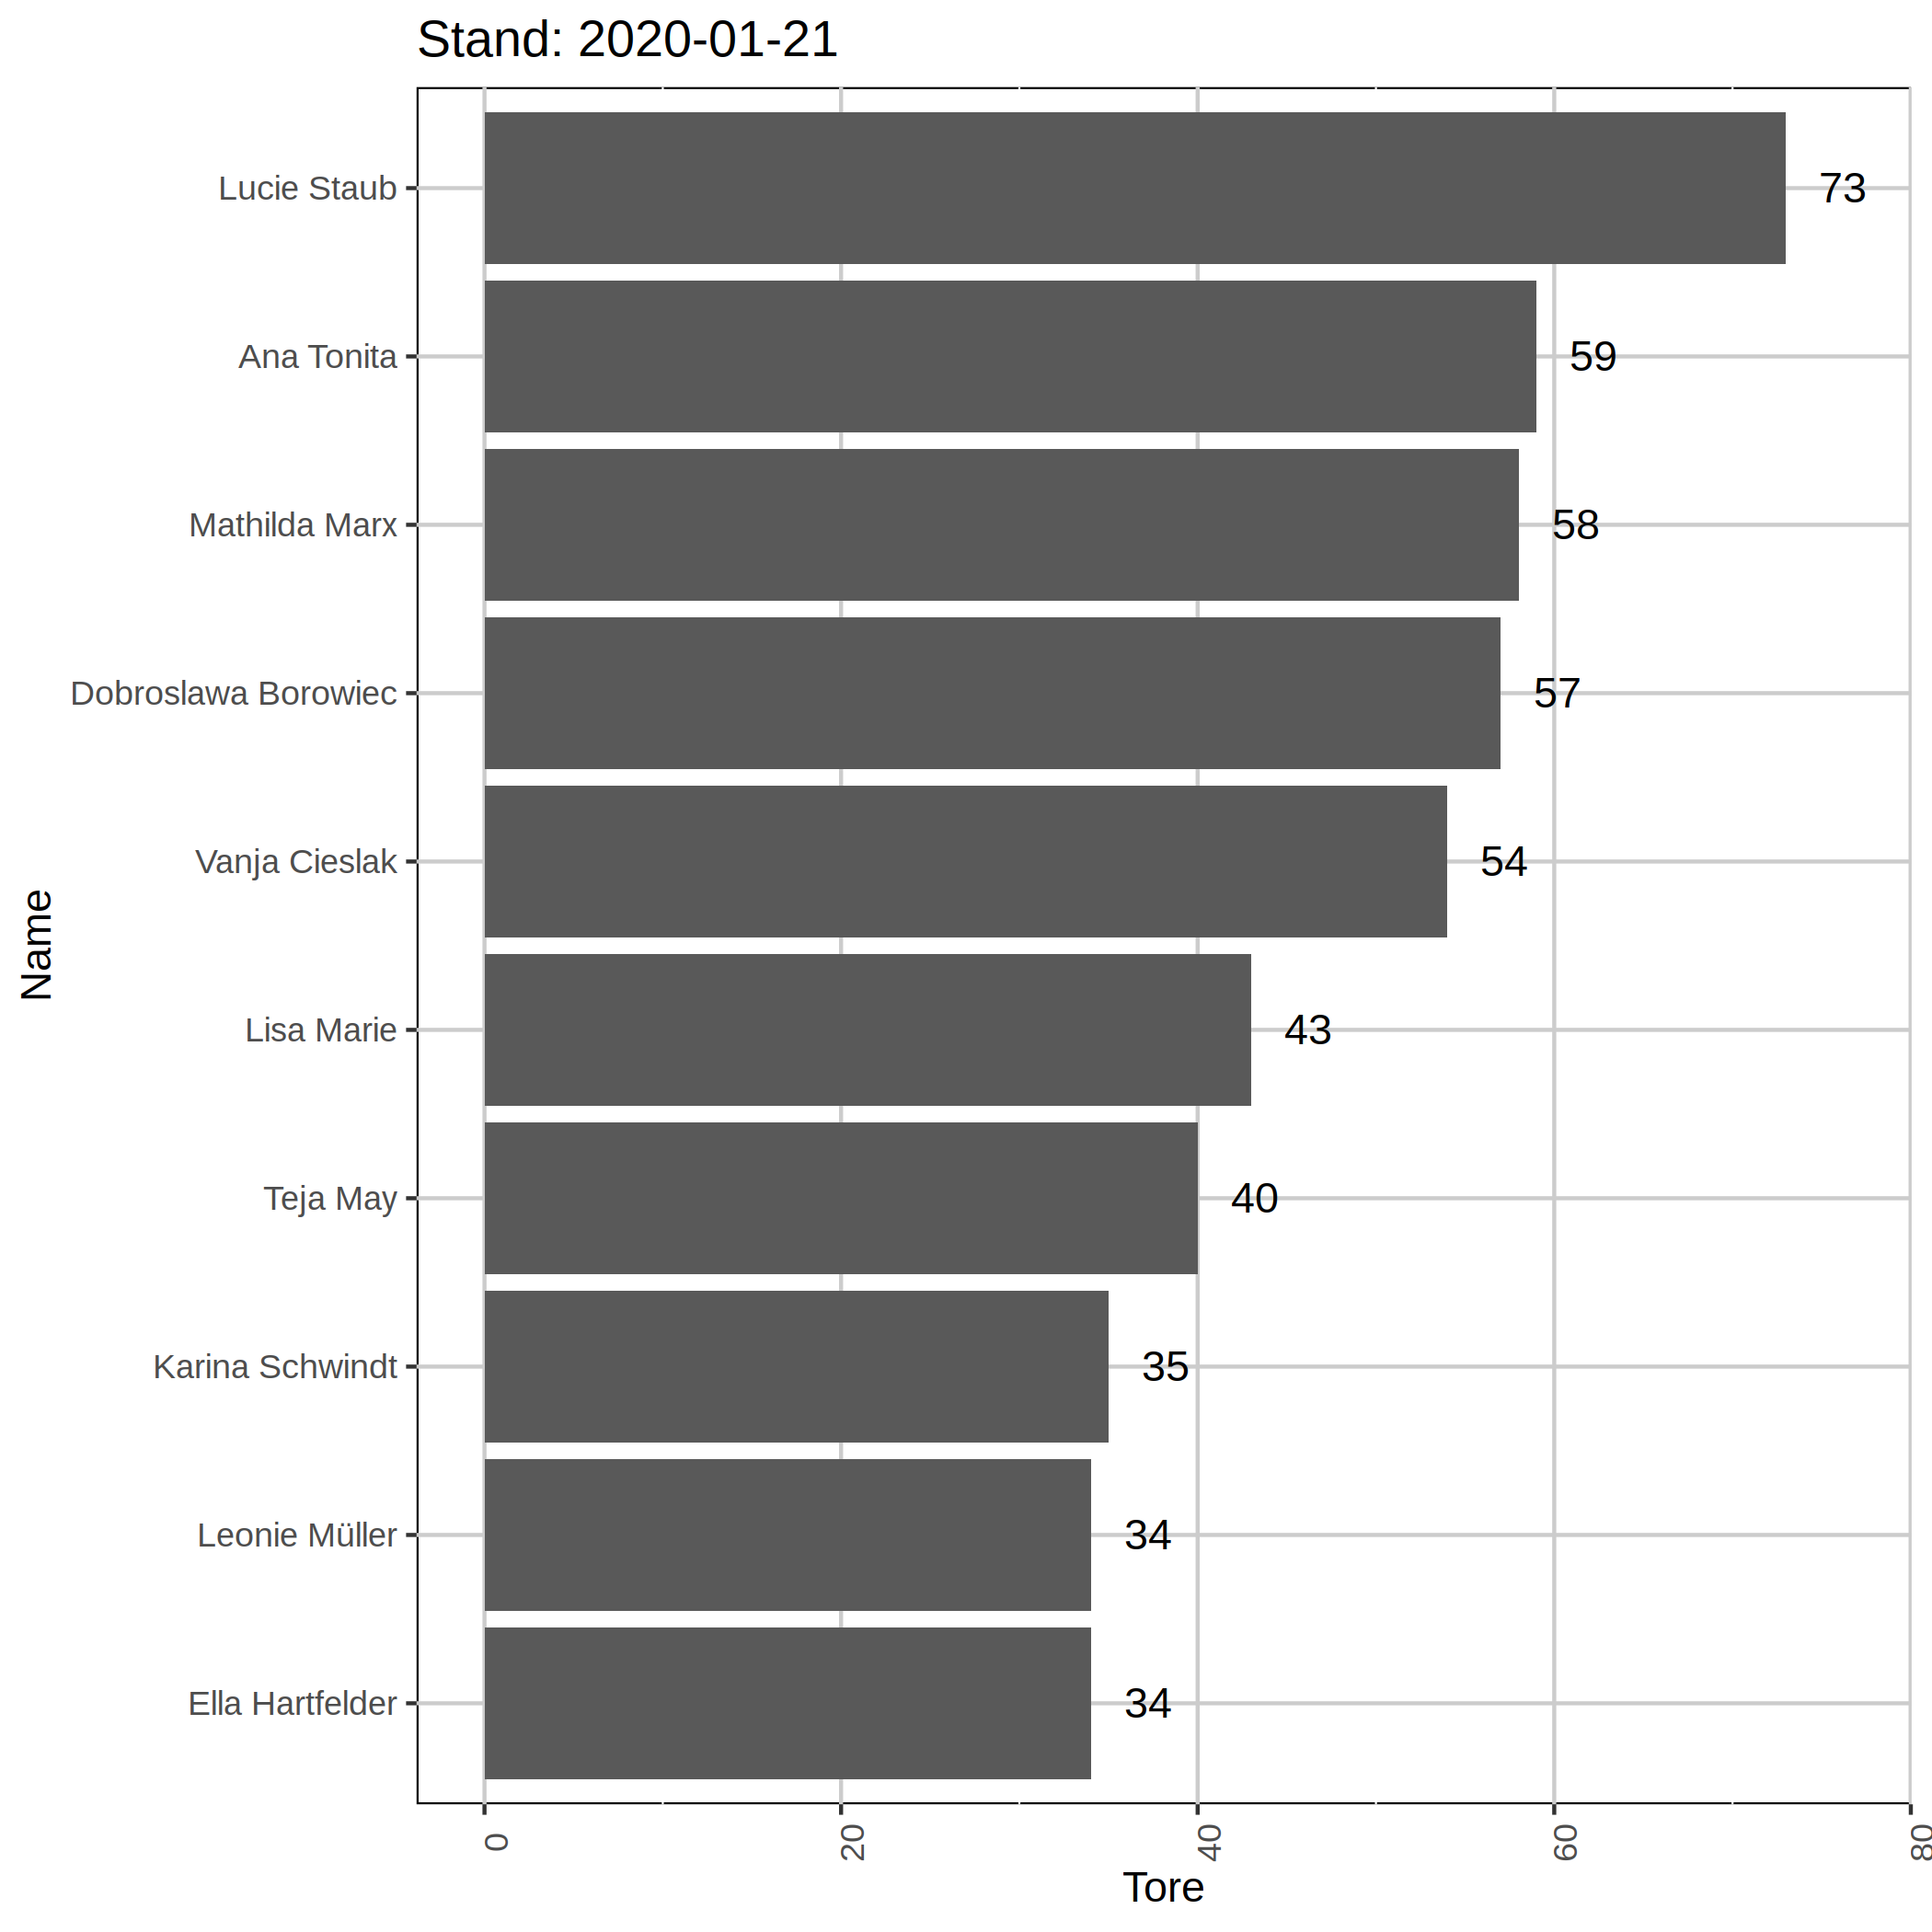 Stand: 2020-01-21
Lucie Staub 73
Ana Tonita 59
Mathilda Marx 58
Dobroslawa Borowiec 57
Vanja Cieslak 54
Lisa Marie 43
Teja May 40
Karina Schwindt 35
Leonie Müller 34
Ella Hartfelder 34
Name
0 20 40 60 80
Tore